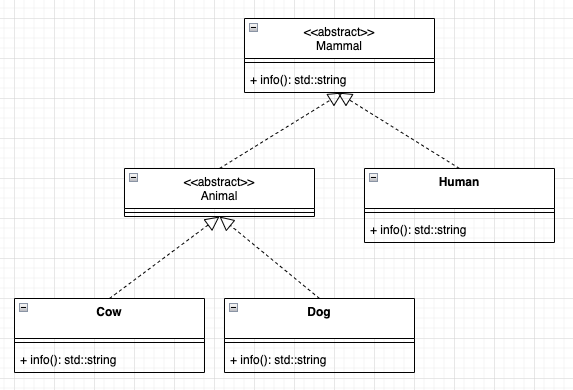 <<abstract>>
Mammal
+ info(): std::string
<<abstract>>
Animal
Human
+ info(): std::string
Cow
+ info(): std::string
Dog
+ info(): std::string